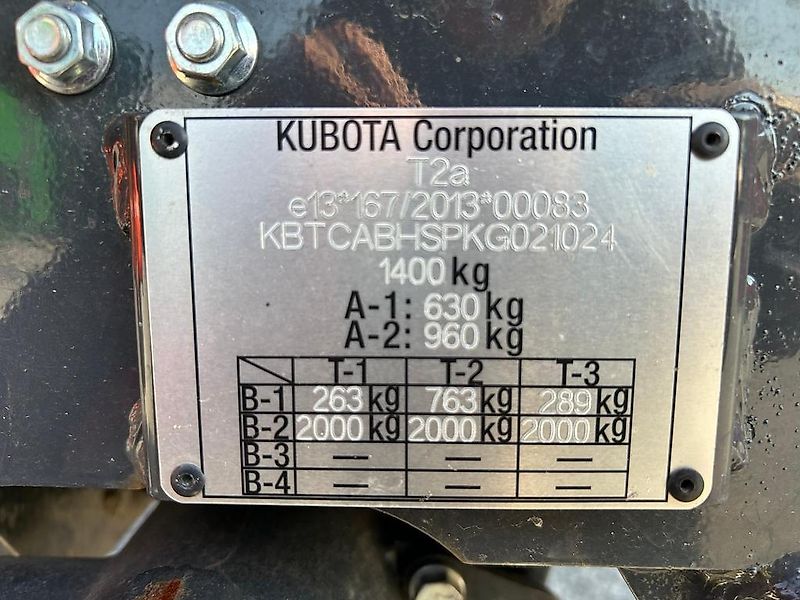 KUBOTA Corporation
T2a
e13*167/2013*00083
KBTCABHSPKG021024
1400 kg
A-1: 630 kg
A-2: 960 kg
T-1 T-2 T-3
B-1 263 kg 763 kg 289 kg
B-2 2000 kg 2000 kg 2000 kg
B-3 — — —
B-4 — — —